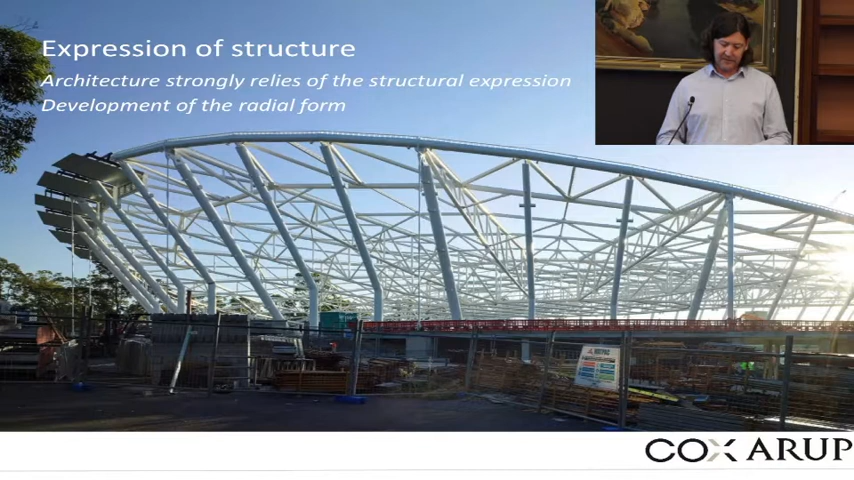 Expression of structure
Architecture strongly relies of the structural expression
Development of the radial form
COX ARUP